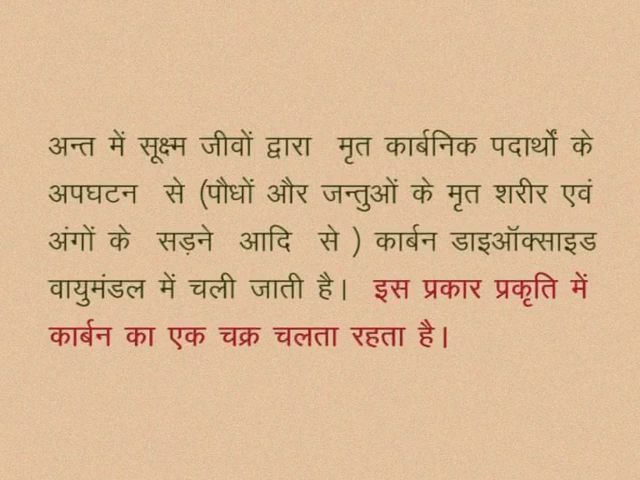 अन्त में सूक्ष्म जीवों द्वारा मृत कार्बनिक पदार्थों के
अपघटन से (पौधों और जन्तुओं के मृत शरीर एवं
अंगों के सड़ने आदि से ) कार्बन डाइऑक्साइड
वायुमंडल में चली जाती है। इस प्रकार प्रकृति में
कार्बन का एक चक्र चलता रहता है।